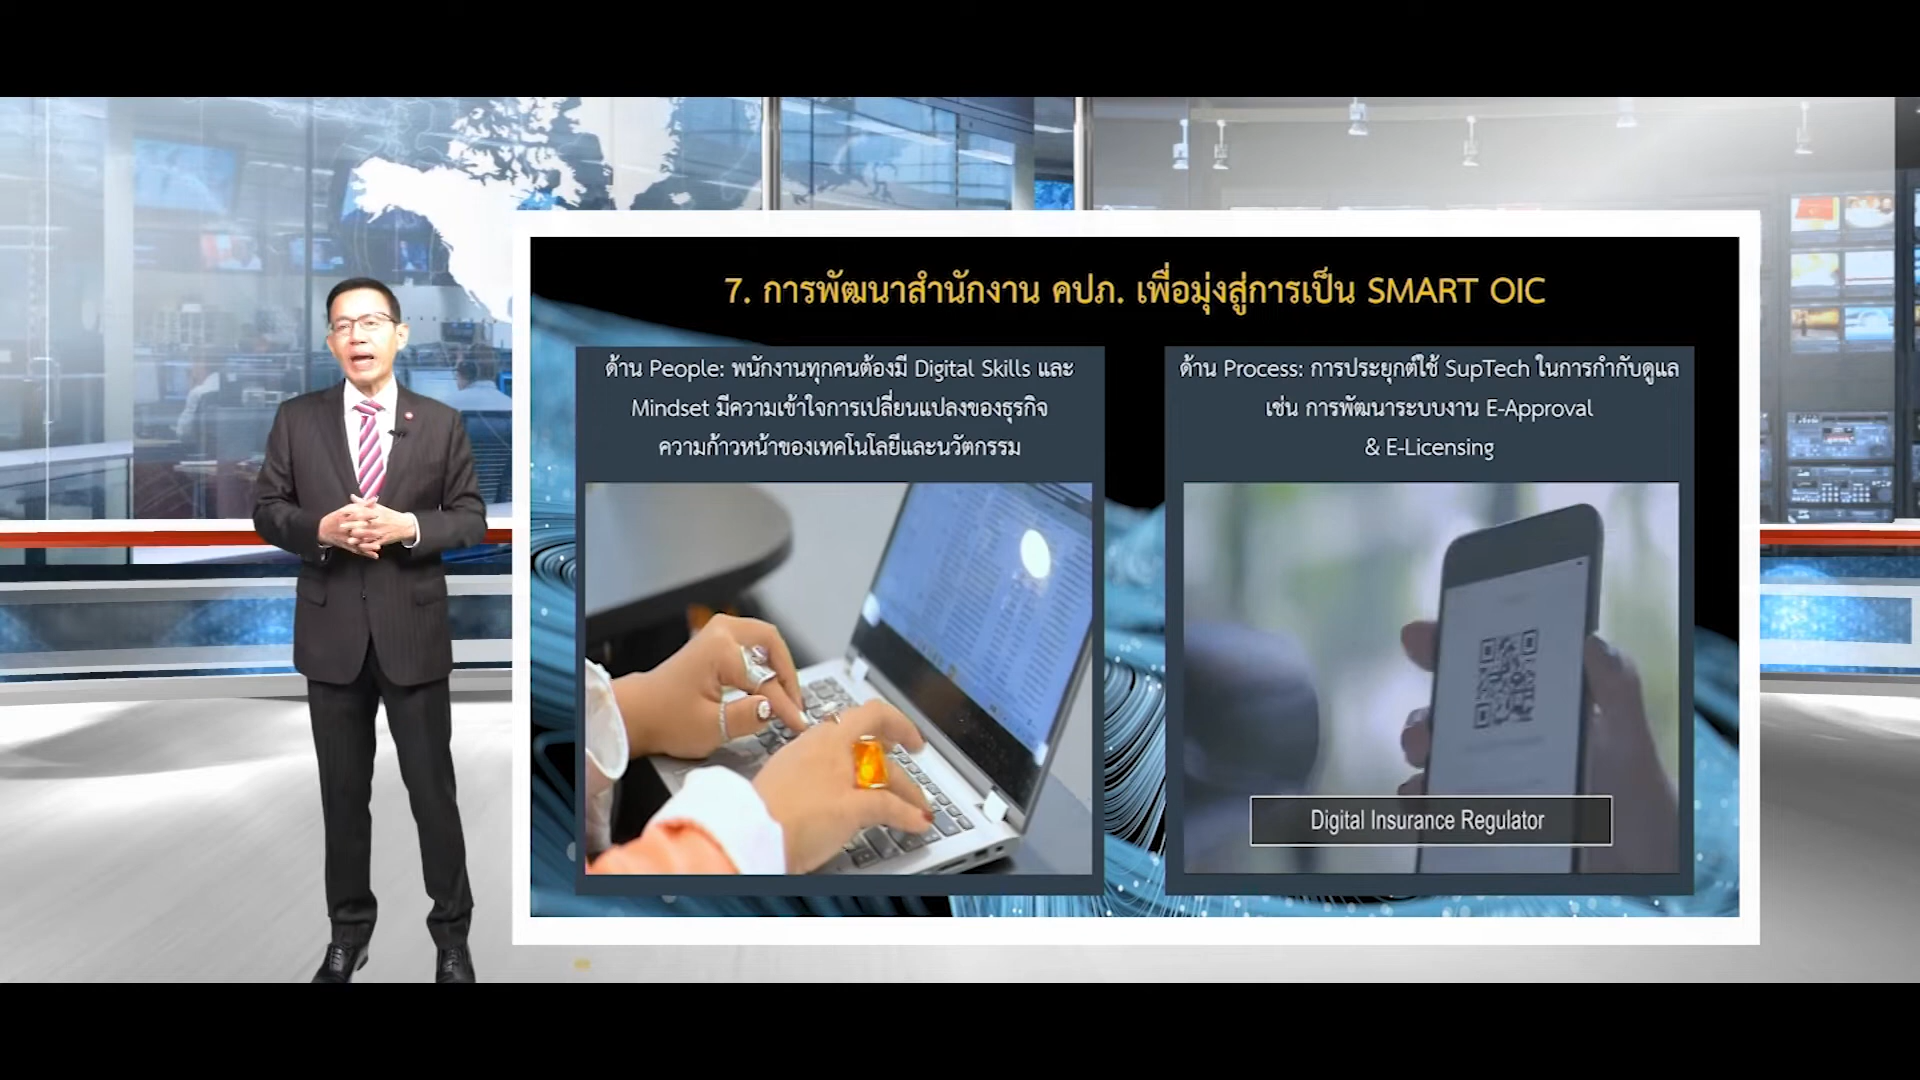 7. การพัฒนาสำนักงาน คปภ. เพื่อมุ่งสู่การเป็น SMART OIC
ด้าน People: พนักงานทุกคนต้องมี Digital Skills และ
Mindset มีความเข้าใจการเปลี่ยนแปลงของธุรกิจ
ความก้าวหน้าของเทคโนโลยีและนวัตกรรม
ด้าน Process: การประยุกต์ใช้ SupTech ในการกำกับดูแล
เช่น การพัฒนาระบบงาน E-Approval
& E-Licensing
Digital Insurance Regulator